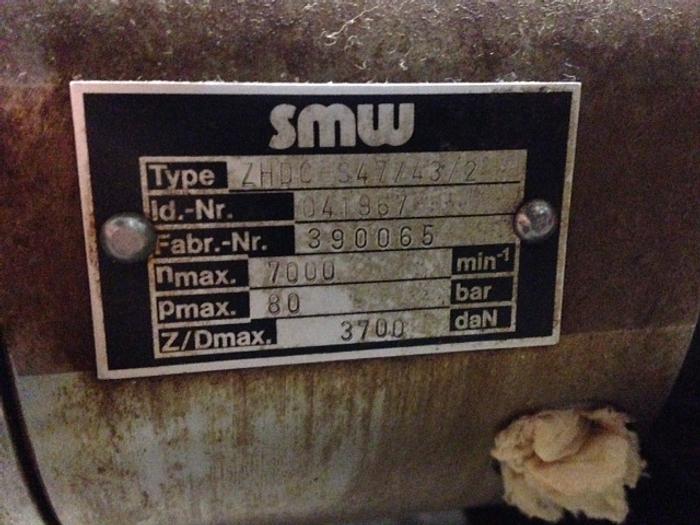 smw
Type ZHDC-S47/43/2
Id.-Nr. 041967
Fabr.-Nr. 390065
nmax. 7000 min-1
pmax. 80 bar
Z/Dmax. 3700 daN